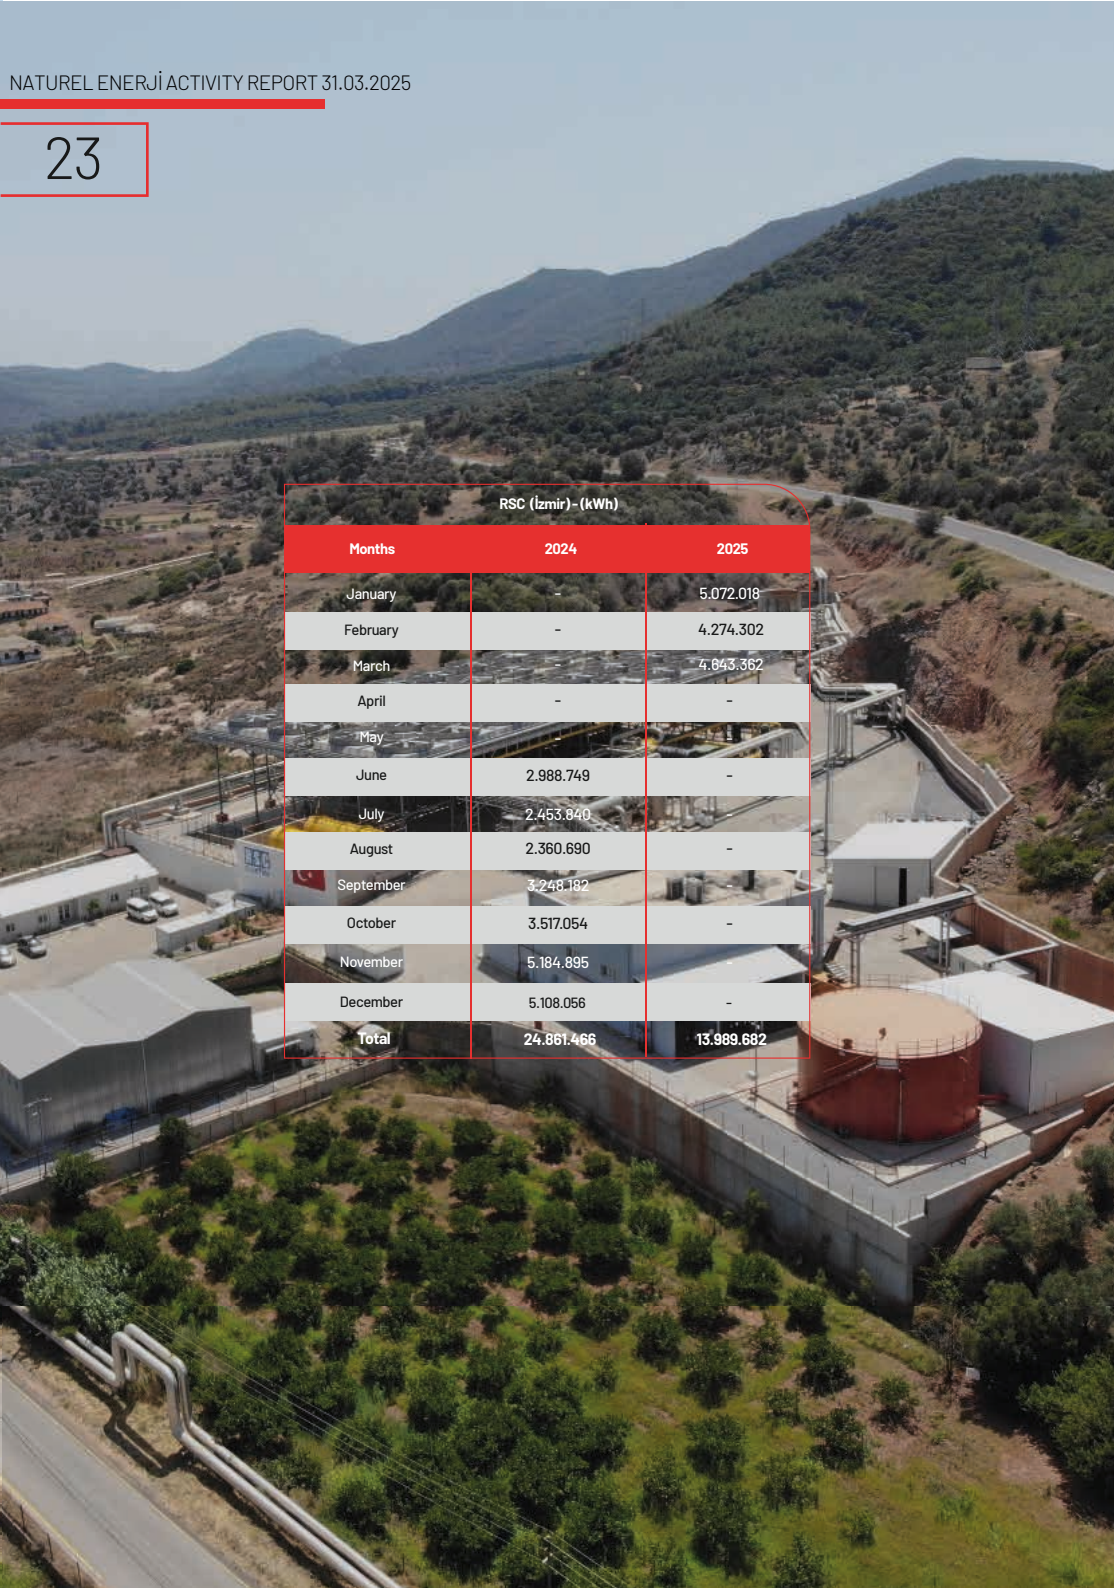 NATUREL ENERJİ ACTIVITY REPORT 31.03.2025
23
RSC (İzmir) - (kWh)
Months 2024 2025
January - 5.072.018
February - 4.274.302
March - 4.643.362
April - -
May - -
June 2.988.749 -
July 2.453.840 -
August 2.360.690 -
September 3.248.182 -
October 3.517.054 -
November 5.184.895 -
December 5.108.056 -
Total 24.861.466 13.989.682
RSC